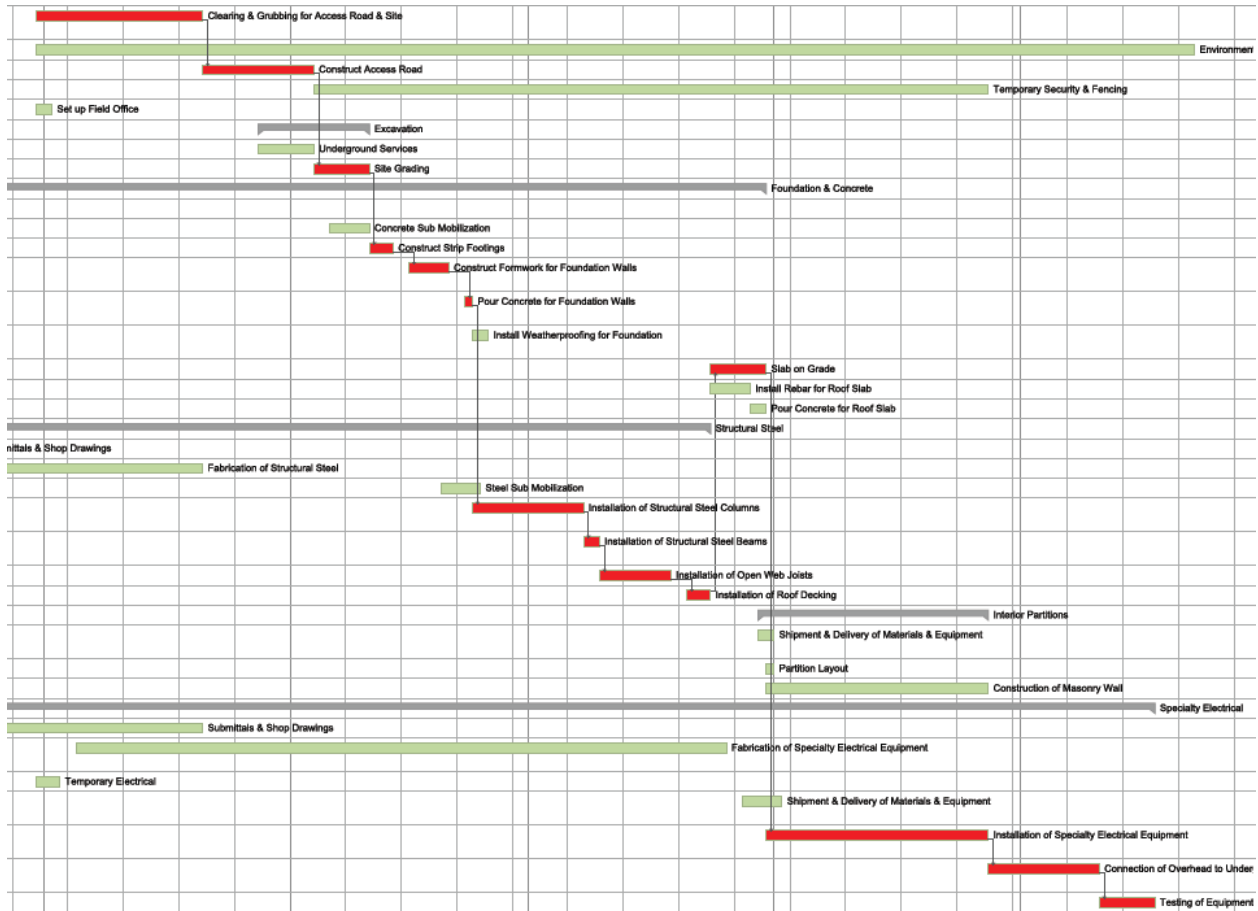 Clearing & Grubbing for Access Road & Site
Environmen
Construct Access Road
Temporary Security & Fencing
Set up Field Office
Excavation
Underground Services
Site Grading
Foundation & Concrete
Concrete Sub Mobilization
Construct Strip Footings
Construct Formwork for Foundation Walls
Pour Concrete for Foundation Walls
Install Weatherproofing for Foundation
Slab on Grade
Install Rebar for Roof Slab
Pour Concrete for Roof Slab
Structural Steel
mittals & Shop Drawings
Fabrication of Structural Steel
Steel Sub Mobilization
Installation of Structural Steel Columns
Installation of Structural Steel Beams
Installation of Open Web Joists
Installation of Roof Decking
Interior Partitions
Shipment & Delivery of Materials & Equipment
Partition Layout
Construction of Masonry Wall
Specialty Electrical
Submittals & Shop Drawings
Fabrication of Specialty Electrical Equipment
Temporary Electrical
Shipment & Delivery of Materials & Equipment
Installation of Specialty Electrical Equipment
Connection of Overhead to Under
Testing of Equipment